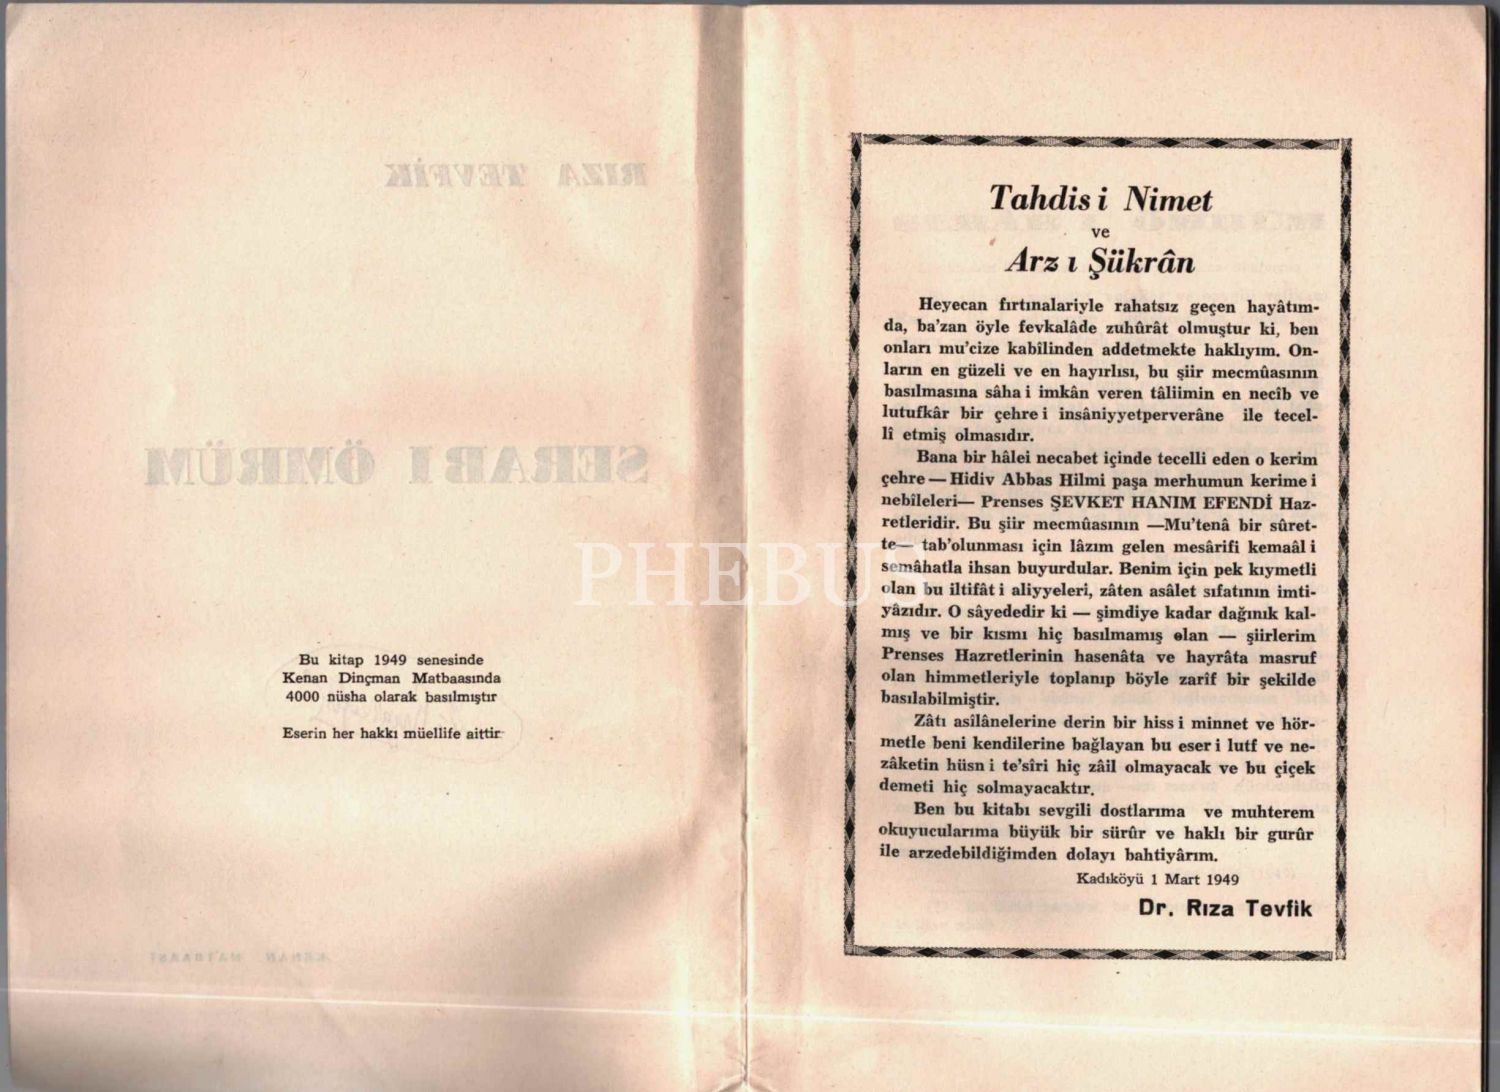 RIZA TEVFİK
SERABI ÖMRÜM
Bu kitap 1949 senesinde
Kenan Dinçman Matbaasında
4000 nüsha olarak basılmıştır
Eserin her hakkı müellife aittir
KENAN MATBAASI
Tahdis i Nimet
ve
Arz ı Şükrân
Heyecan fırtınalariyle rahatsız geçen hayâtım-
da, ba'zan öyle fevkalâde zuhûrât olmuştur ki, ben
onları mu'cize kabîlinden addetmekte haklıyım. On-
ların en güzeli ve en hayırlısı, bu şiir mecmûasının
basılmasına sâha i imkân veren tâliimin en necîb ve
lutufkâr bir çehre i insâniyyetperverâne ile tecel-
lî etmiş olmasıdır.
Bana bir hâlei necabet içinde tecelli eden o kerim
çehre — Hidiv Abbas Hilmi paşa merhumun kerime i
nebîleleri— Prenses ŞEVKET HANIM EFENDİ Haz-
retleridir. Bu şiir mecmûasının —Mu'tenâ bir sûret-
te— tab'olunması için lâzım gelen mesârifi kemaâl i
semâhatla ihsan buyurdular. Benim için pek kıymetli
olan bu iltifât i aliyyeleri, zâten asâlet sıfatının imti-
yâzıdır. O sâyededir ki — şimdiye kadar dağınık kal-
mış ve bir kısmı hiç basılmamış olan — şiirlerim
Prenses Hazretlerinin hasenâta ve hayrâta masruf
olan himmetleriyle toplanıp böyle zarîf bir şekilde
basılabilmiştir.
Zâtı asîlânelerine derin bir hiss i minnet ve hör-
metle beni kendilerine bağlayan bu eser i lutf ve ne-
zâketin hüsn i te'sîri hiç zâil olmayacak ve bu çiçek
demeti hiç solmayacaktır.
Ben bu kitabı sevgili dostlarıma ve muhterem
okuyucularıma büyük bir sürûr ve haklı bir gurûr
ile arzedebildiğimden dolayı bahtiyârım.
Kadıköyü 1 Mart 1949
Dr. Rıza Tevfik
PHEBUS